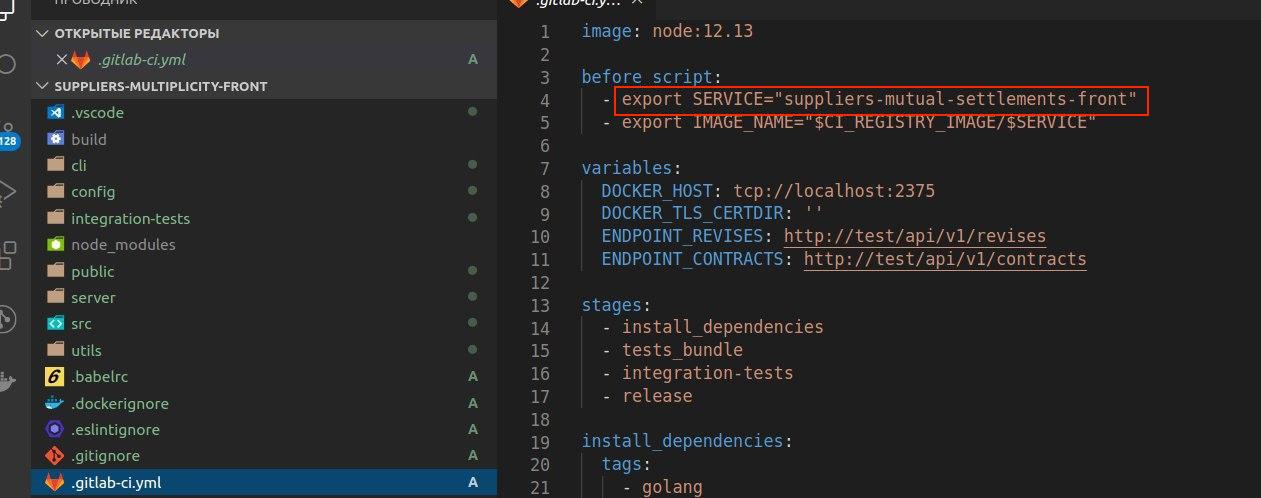 ПРОВОДНИК
ОТКРЫТЫЕ РЕДАКТОРЫ
.gitlab-ci.yml A
SUPPLIERS-MULTIPLICITY-FRONT
.vscode
build
cli
config
integration-tests
node_modules
public
server
src
utils
.babelrc A
.dockerignore A
.eslintignore A
.gitignore A
.gitlab-ci.yml A
128
.gitlab-ci.y...
1 image: node:12.13
2
3 before_script:
4 - export SERVICE="suppliers-mutual-settlements-front"
5 - export IMAGE_NAME="$CI_REGISTRY_IMAGE/$SERVICE"
6
7 variables:
8 DOCKER_HOST: tcp://localhost:2375
9 DOCKER_TLS_CERTDIR: ''
10 ENDPOINT_REVISES: http://test/api/v1/revises
11 ENDPOINT_CONTRACTS: http://test/api/v1/contracts
12
13 stages:
14 - install_dependencies
15 - tests_bundle
16 - integration-tests
17 - release
18
19 install_dependencies:
20 tags:
21 - golang